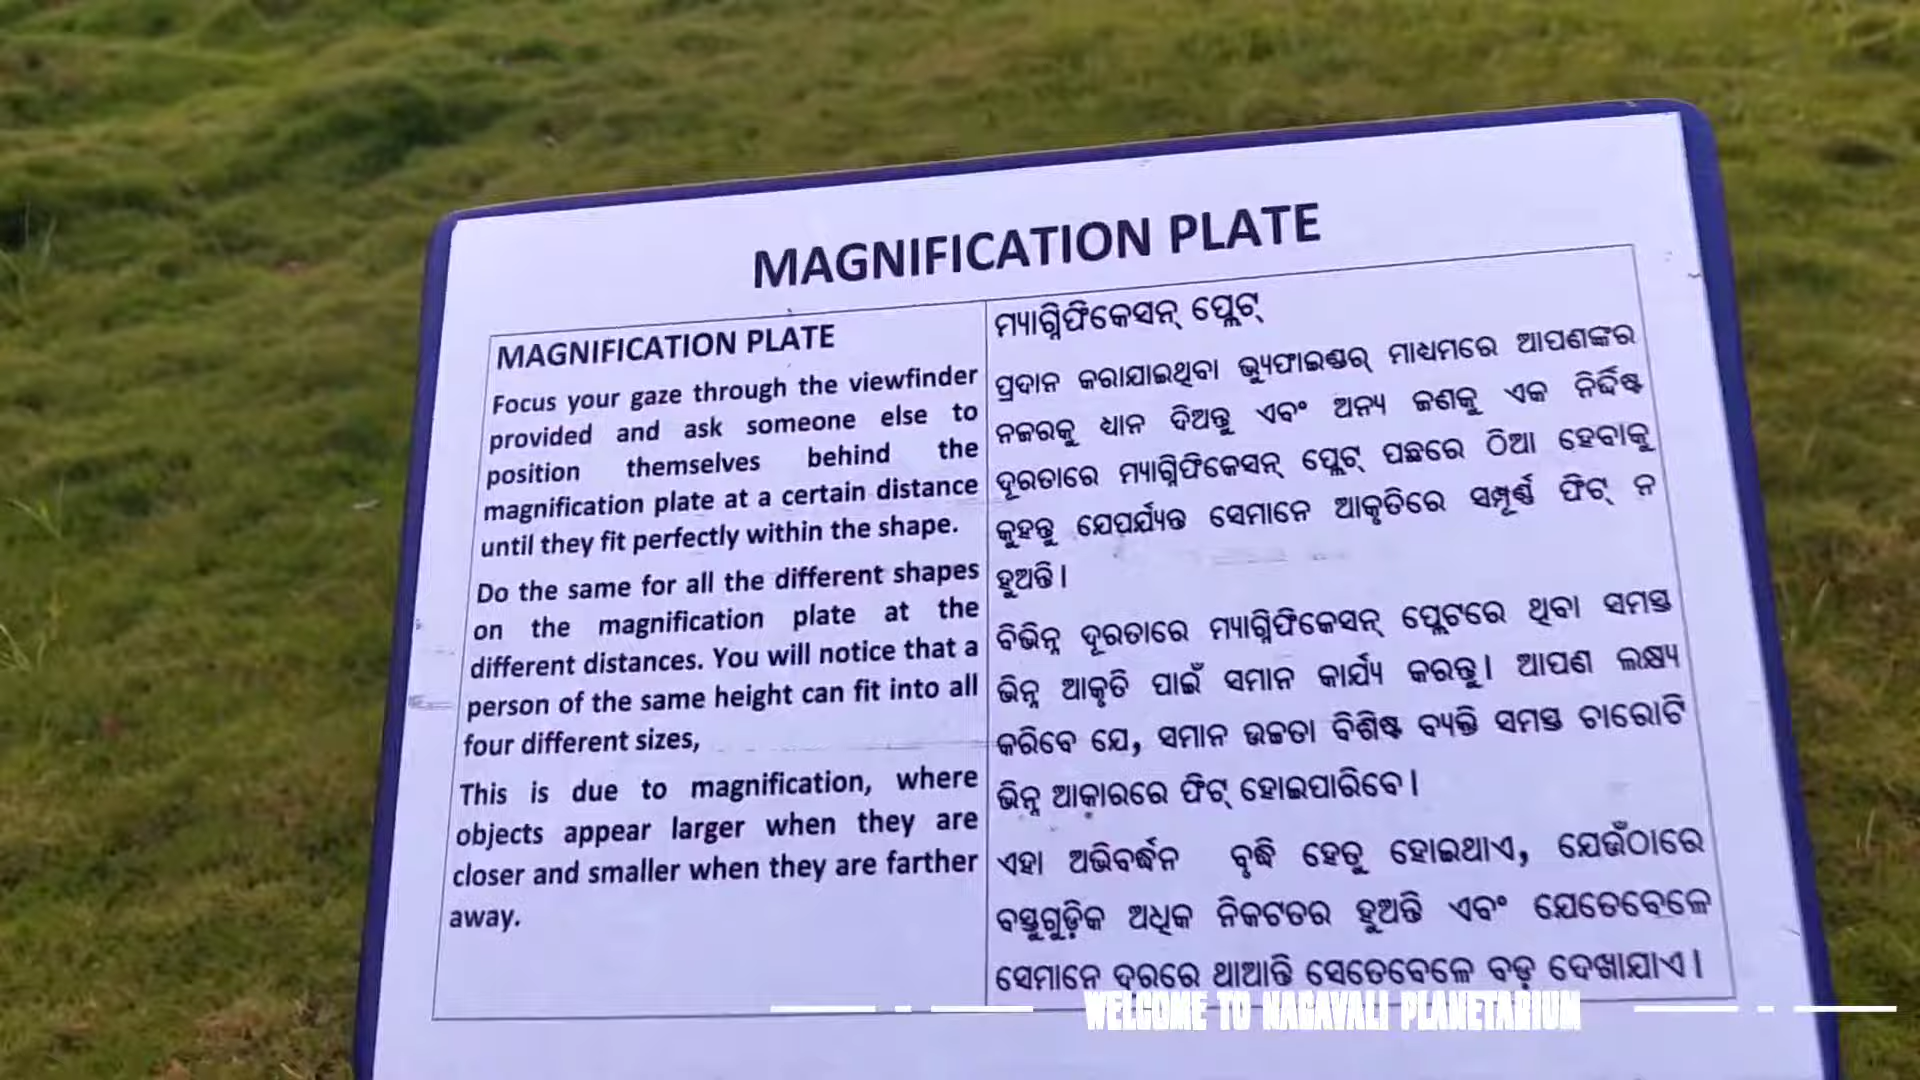 MAGNIFICATION PLATE
MAGNIFICATION PLATE
Focus your gaze through the viewfinder
provided and ask someone else to
position themselves behind the
magnification plate at a certain distance
until they fit perfectly within the shape.
Do the same for all the different shapes
on the magnification plate at the
different distances. You will notice that a
person of the same height can fit into all
four different sizes,
This is due to magnification, where
objects appear larger when they are
closer and smaller when they are farther
away.
ମ୍ୟାଗ୍ନିଫିକେସନ୍ ପ୍ଲେଟ୍
ପ୍ରଦାନ କରାଯାଇଥିବା ଭ୍ୟୁଫାଇଣ୍ଡର୍ ମାଧ୍ୟମରେ ଆପଣଙ୍କର
ନଜରକୁ ଧ୍ୟାନ ଦିଅନ୍ତୁ ଏବଂ ଅନ୍ୟ ଜଣକୁ ଏକ ନିର୍ଦ୍ଦିଷ୍ଟ
ଦୂରତାରେ ମ୍ୟାଗ୍ନିଫିକେସନ୍ ପ୍ଲେଟ୍ ପଛରେ ଠିଆ ହେବାକୁ
କୁହନ୍ତୁ ଯେପର୍ଯ୍ୟନ୍ତ ସେମାନେ ଆକୃତିରେ ସମ୍ପୂର୍ଣ୍ଣ ଫିଟ୍ ନ
ହୁଅନ୍ତି ।
ବିଭିନ୍ନ ଦୂରତାରେ ମ୍ୟାଗ୍ନିଫିକେସନ୍ ପ୍ଲେଟରେ ଥିବା ସମସ୍ତ
ଭିନ୍ନ ଆକୃତି ପାଇଁ ସମାନ କାର୍ଯ୍ୟ କରନ୍ତୁ । ଆପଣ ଲକ୍ଷ୍ୟ
କରିବେ ଯେ, ସମାନ ଉଚ୍ଚତା ବିଶିଷ୍ଟ ବ୍ୟକ୍ତି ସମସ୍ତ ଚାରୋଟି
ଭିନ୍ନ ଆକାରରେ ଫିଟ୍ ହୋଇପାରିବେ ।
ଏହା ଅଭିବର୍ଦ୍ଧନ ବୃଦ୍ଧି ହେତୁ ହୋଇଥାଏ, ଯେଉଁଠାରେ
ବସ୍ତୁଗୁଡ଼ିକ ଅଧିକ ନିକଟତର ହୁଅନ୍ତି ଏବଂ ଯେତେବେଳେ
ସେମାନେ ଦୂରରେ ଥାଆନ୍ତି ସେତେବେଳେ ବଡ଼ ଦେଖାଯାଏ ।
WELCOME TO NAGAVALI PLANETARIUM